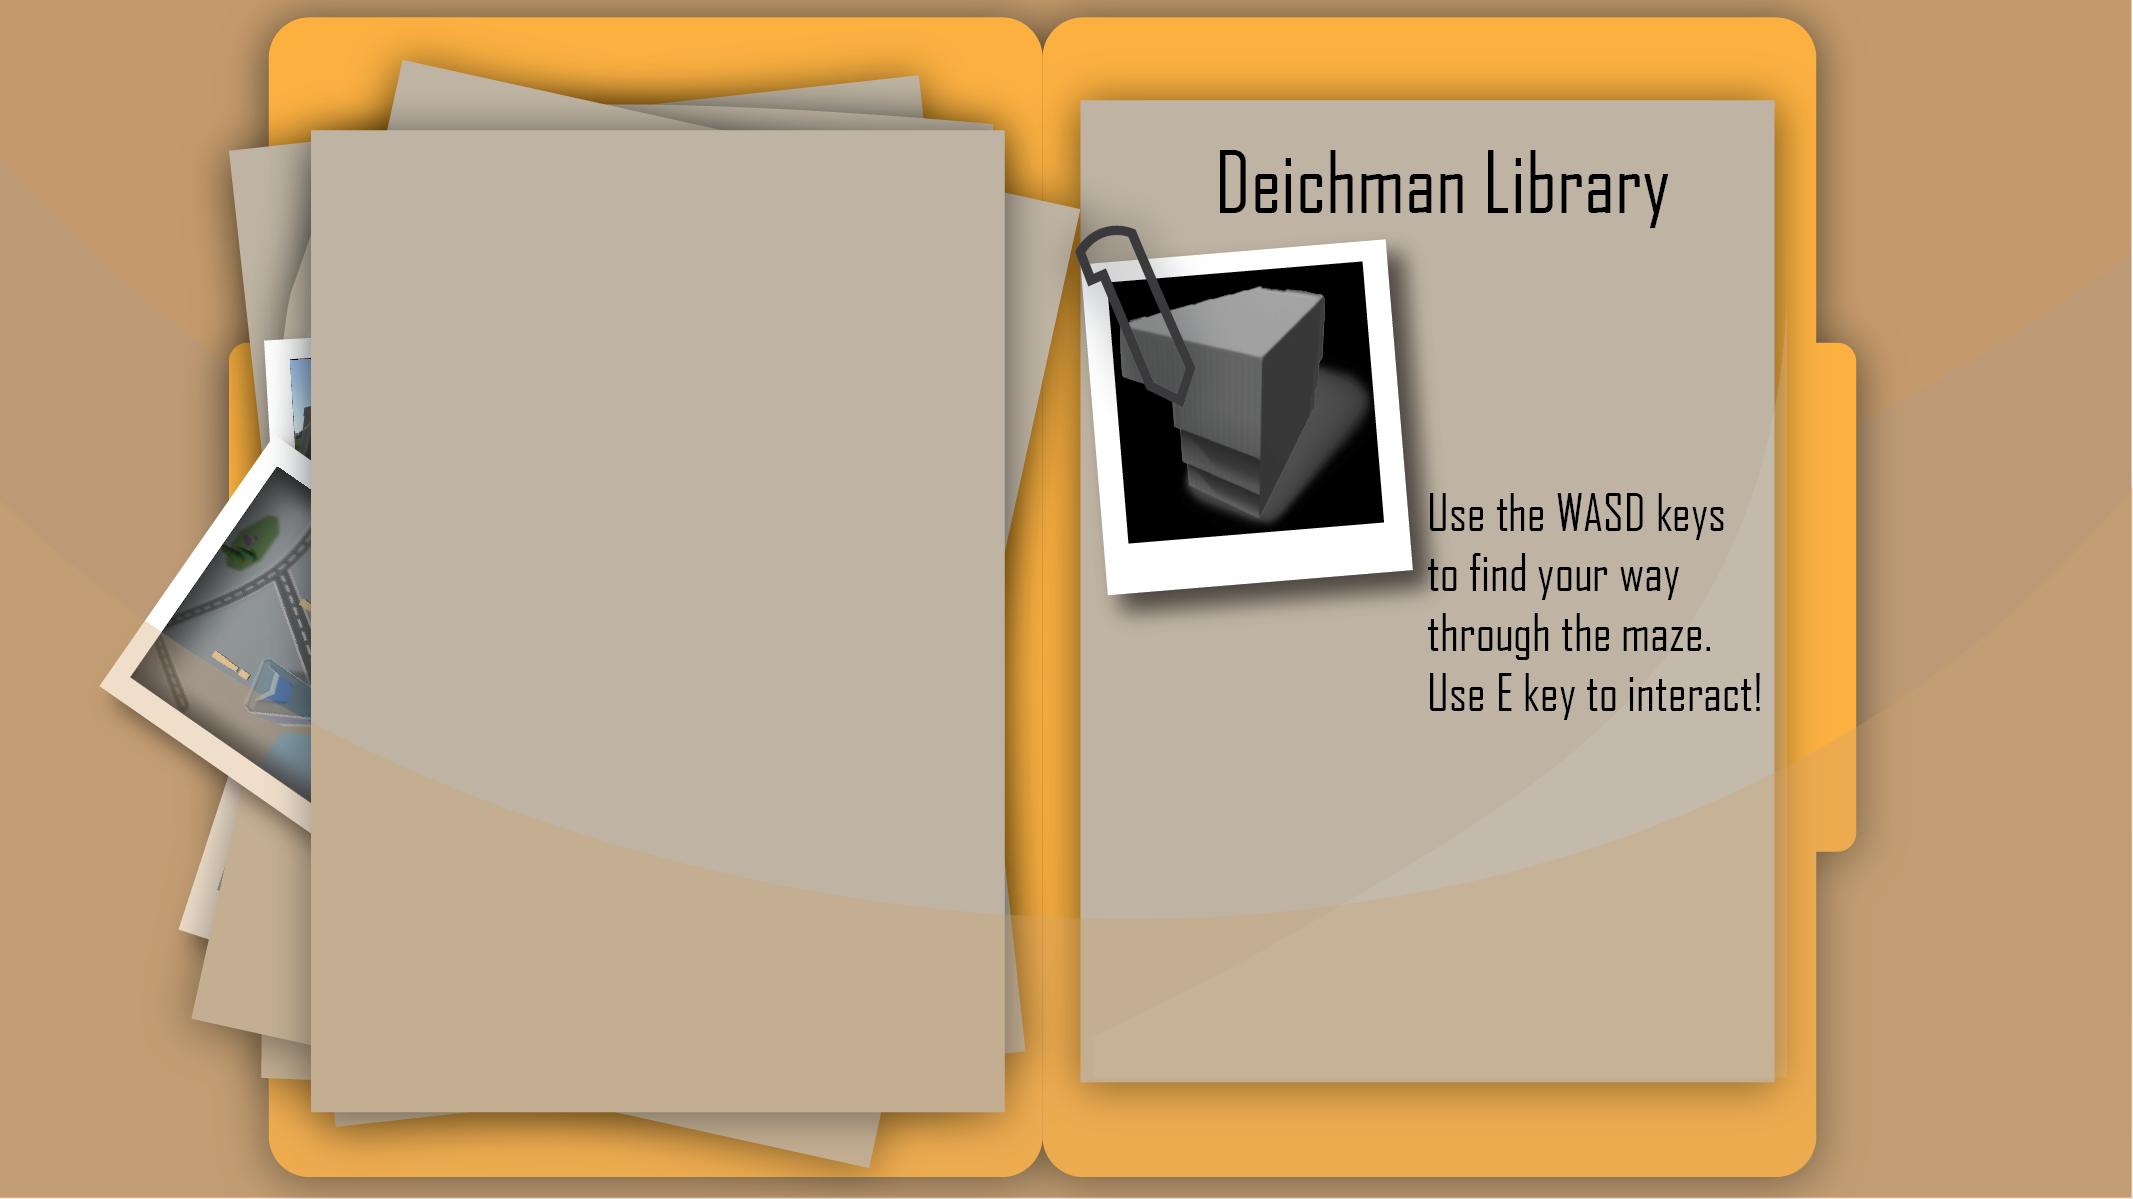 Deichman Library
Use the WASD keys
to find your way
through the maze.
Use E key to interact!